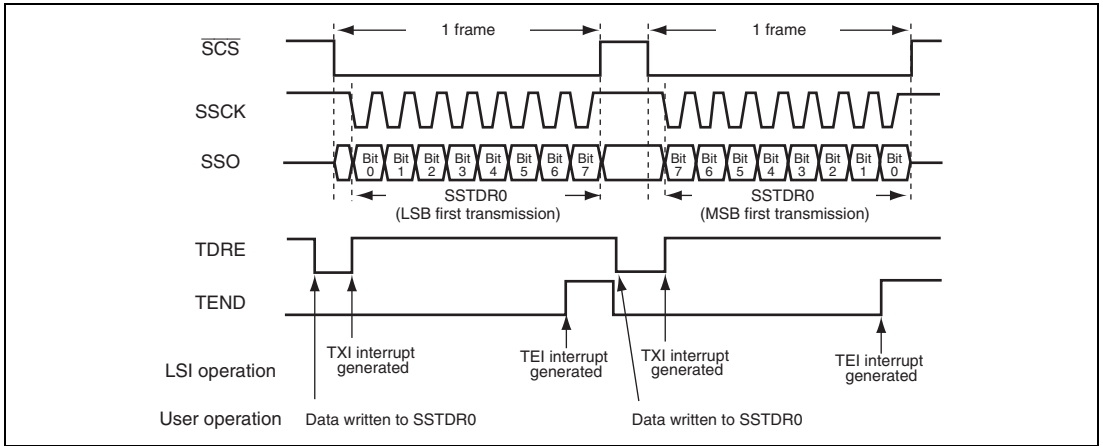 1 frame 1 frame
SCS
SSCK
SSO
Bit 0 Bit 1 Bit 2 Bit 3 Bit 4 Bit 5 Bit 6 Bit 7 Bit 7 Bit 6 Bit 5 Bit 4 Bit 3 Bit 2 Bit 1 Bit 0
SSTDR0 SSTDR0
(LSB first transmission) (MSB first transmission)
TDRE
TEND
TXI interrupt generated
TEI interrupt generated
TXI interrupt generated
TEI interrupt generated
LSI operation
User operation Data written to SSTDR0 Data written to SSTDR0